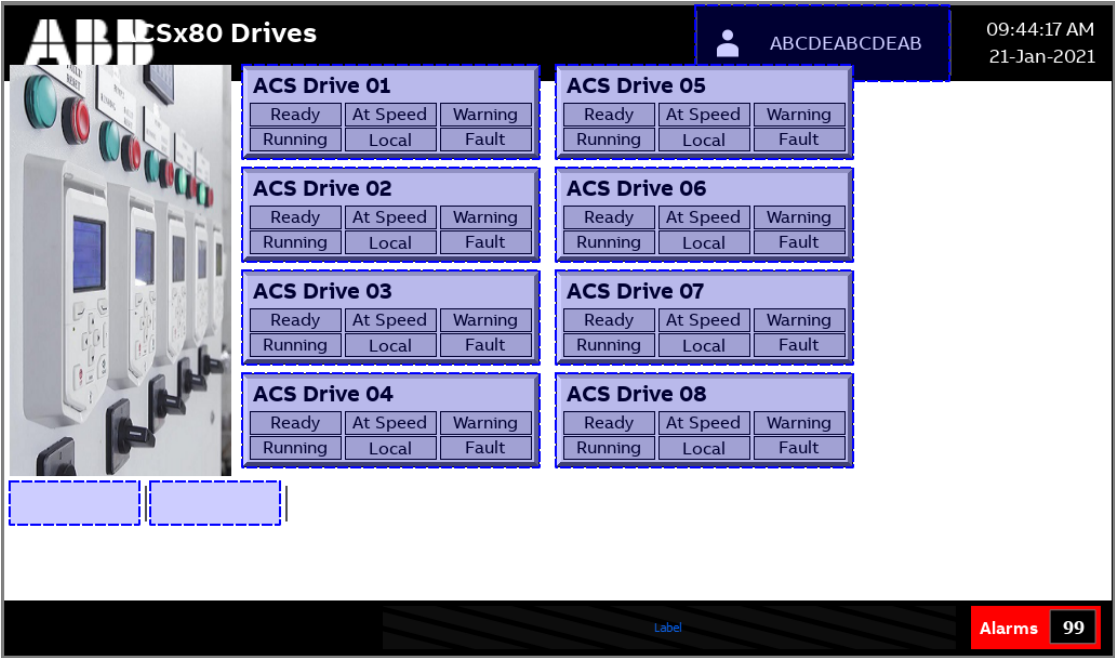 ABB
CSx80 Drives
ABCDEABCDEAB
09:44:17 AM
21-Jan-2021
RESET
ACS Drive 01
Ready At Speed Warning
Running Local Fault
ACS Drive 05
Ready At Speed Warning
Running Local Fault
ACS Drive 02
Ready At Speed Warning
Running Local Fault
ACS Drive 06
Ready At Speed Warning
Running Local Fault
ACS Drive 03
Ready At Speed Warning
Running Local Fault
ACS Drive 07
Ready At Speed Warning
Running Local Fault
ACS Drive 04
Ready At Speed Warning
Running Local Fault
ACS Drive 08
Ready At Speed Warning
Running Local Fault
Label
Alarms 99